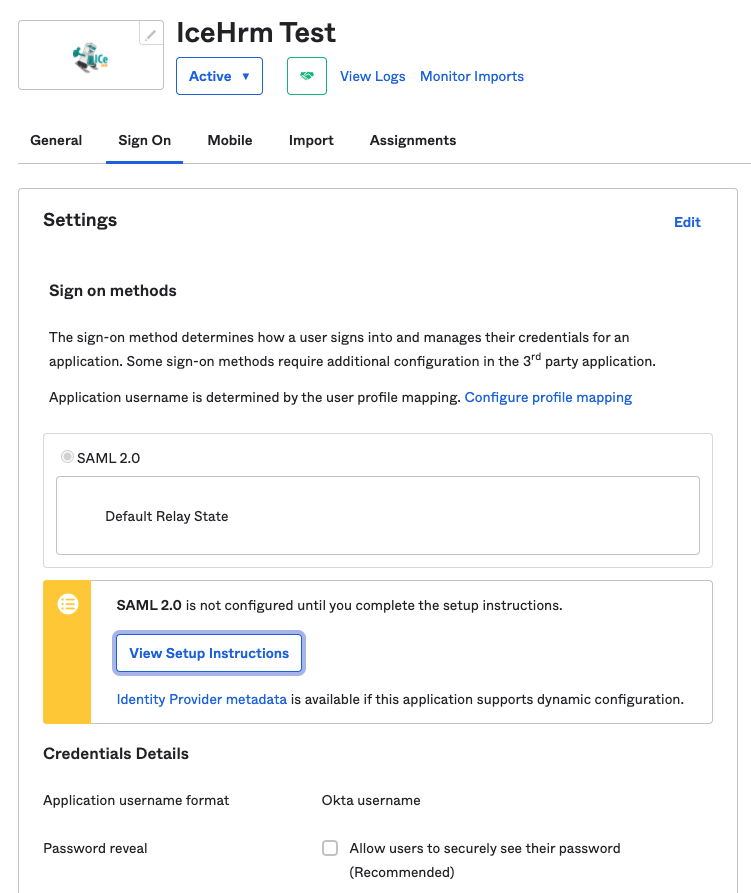 IceHrm Test
Ice
Active ▼
View Logs
Monitor Imports
General
Sign On
Mobile
Import
Assignments
Settings
Edit
Sign on methods
The sign-on method determines how a user signs into and manages their credentials for an
application. Some sign-on methods require additional configuration in the 3rd party application.
Application username is determined by the user profile mapping. Configure profile mapping
SAML 2.0
Default Relay State
SAML 2.0 is not configured until you complete the setup instructions.
View Setup Instructions
Identity Provider metadata is available if this application supports dynamic configuration.
Credentials Details
Application username format
Okta username
Password reveal
Allow users to securely see their password
(Recommended)